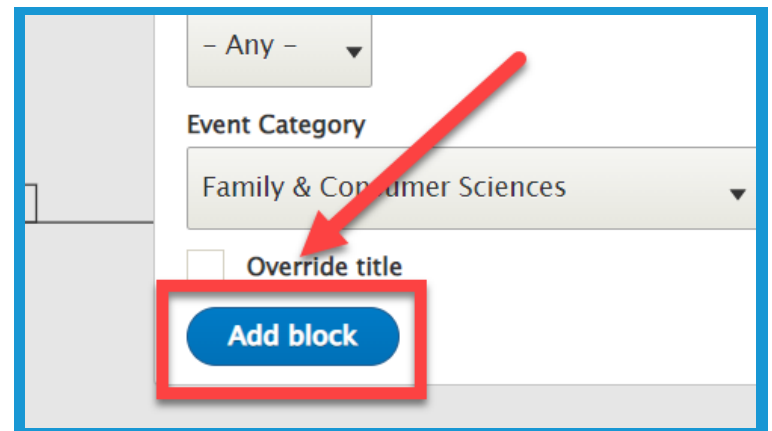 – Any –
Event Category
Family & Consumer Sciences
Override title
Add block